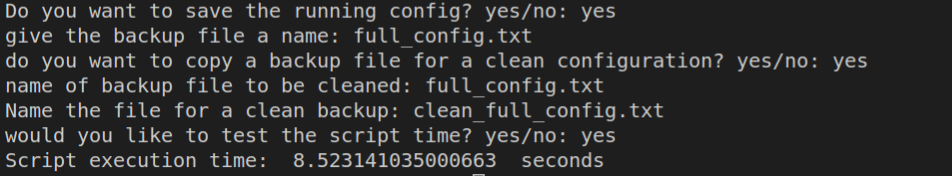 Do you want to save the running config? yes/no: yes
give the backup file a name: full_config.txt
do you want to copy a backup file for a clean configuration? yes/no: yes
name of backup file to be cleaned: full_config.txt
Name the file for a clean backup: clean_full_config.txt
would you like to test the script time? yes/no: yes
Script execution time:  8.523141035000663  seconds